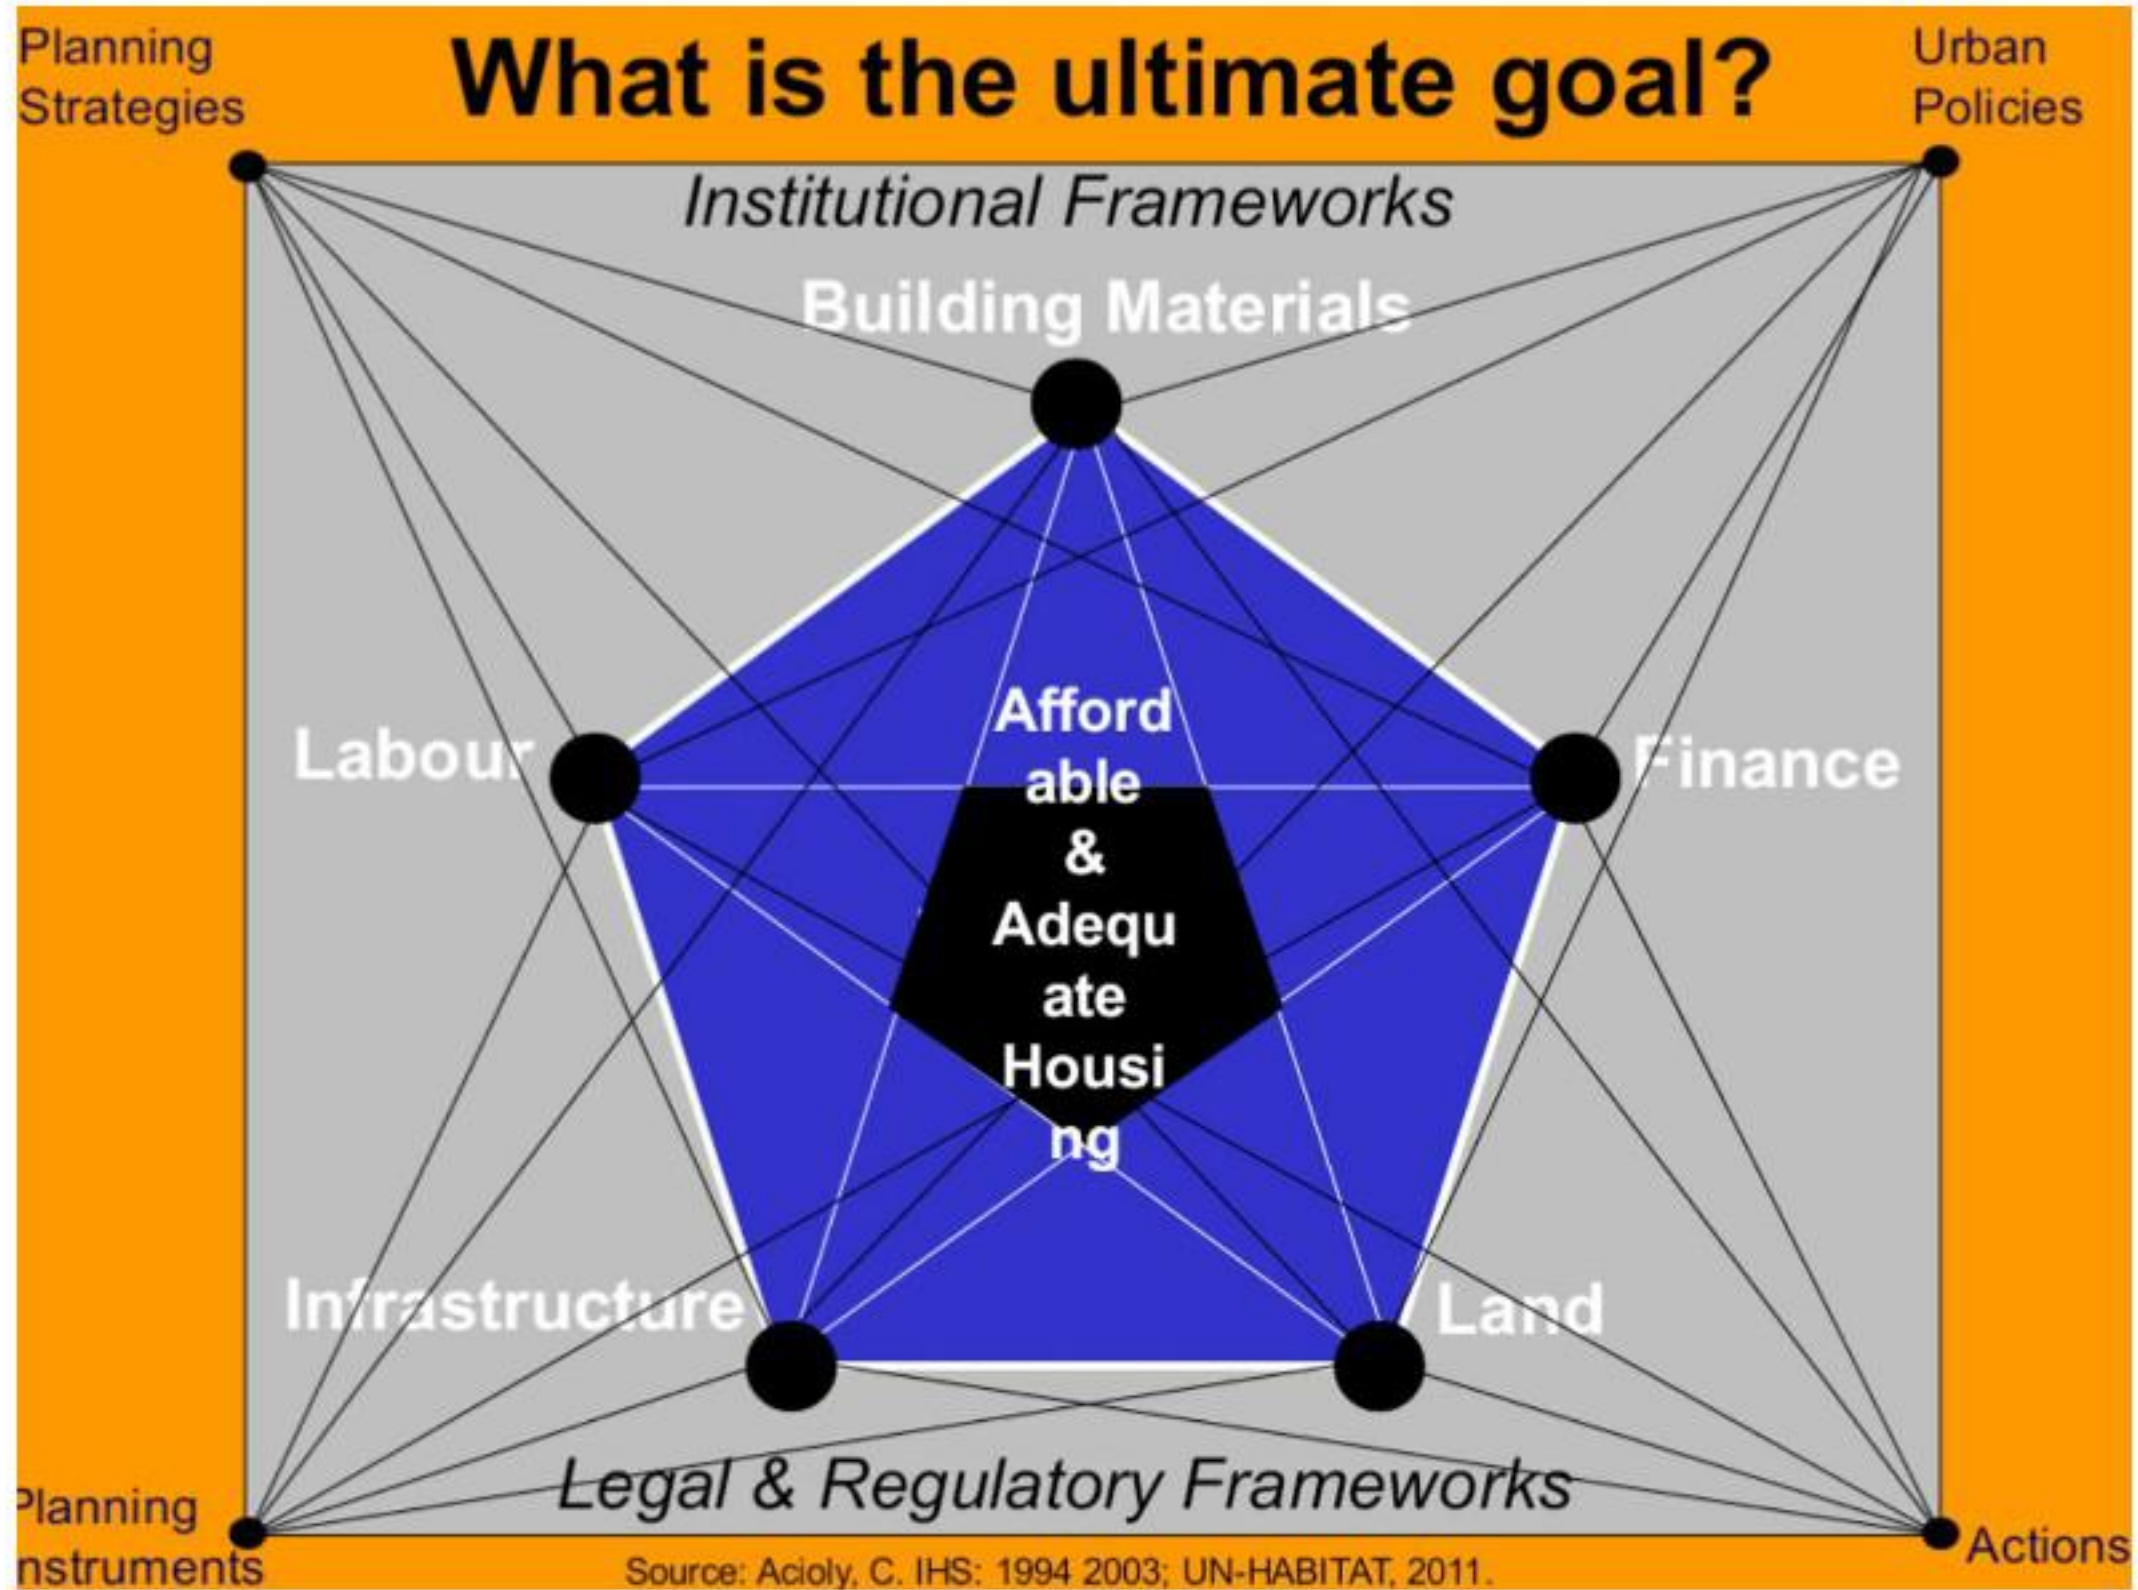 Planning
Strategies
What is the ultimate goal?
Urban
Policies
Institutional Frameworks
Building Materials
Labour
Finance
Afford
able
&
Adequ
ate
Housi
ng
Infrastructure
Land
Legal & Regulatory Frameworks
Planning
nstruments
Actions
Source: Acioly, C. IHS: 1994 2003; UN-HABITAT, 2011.